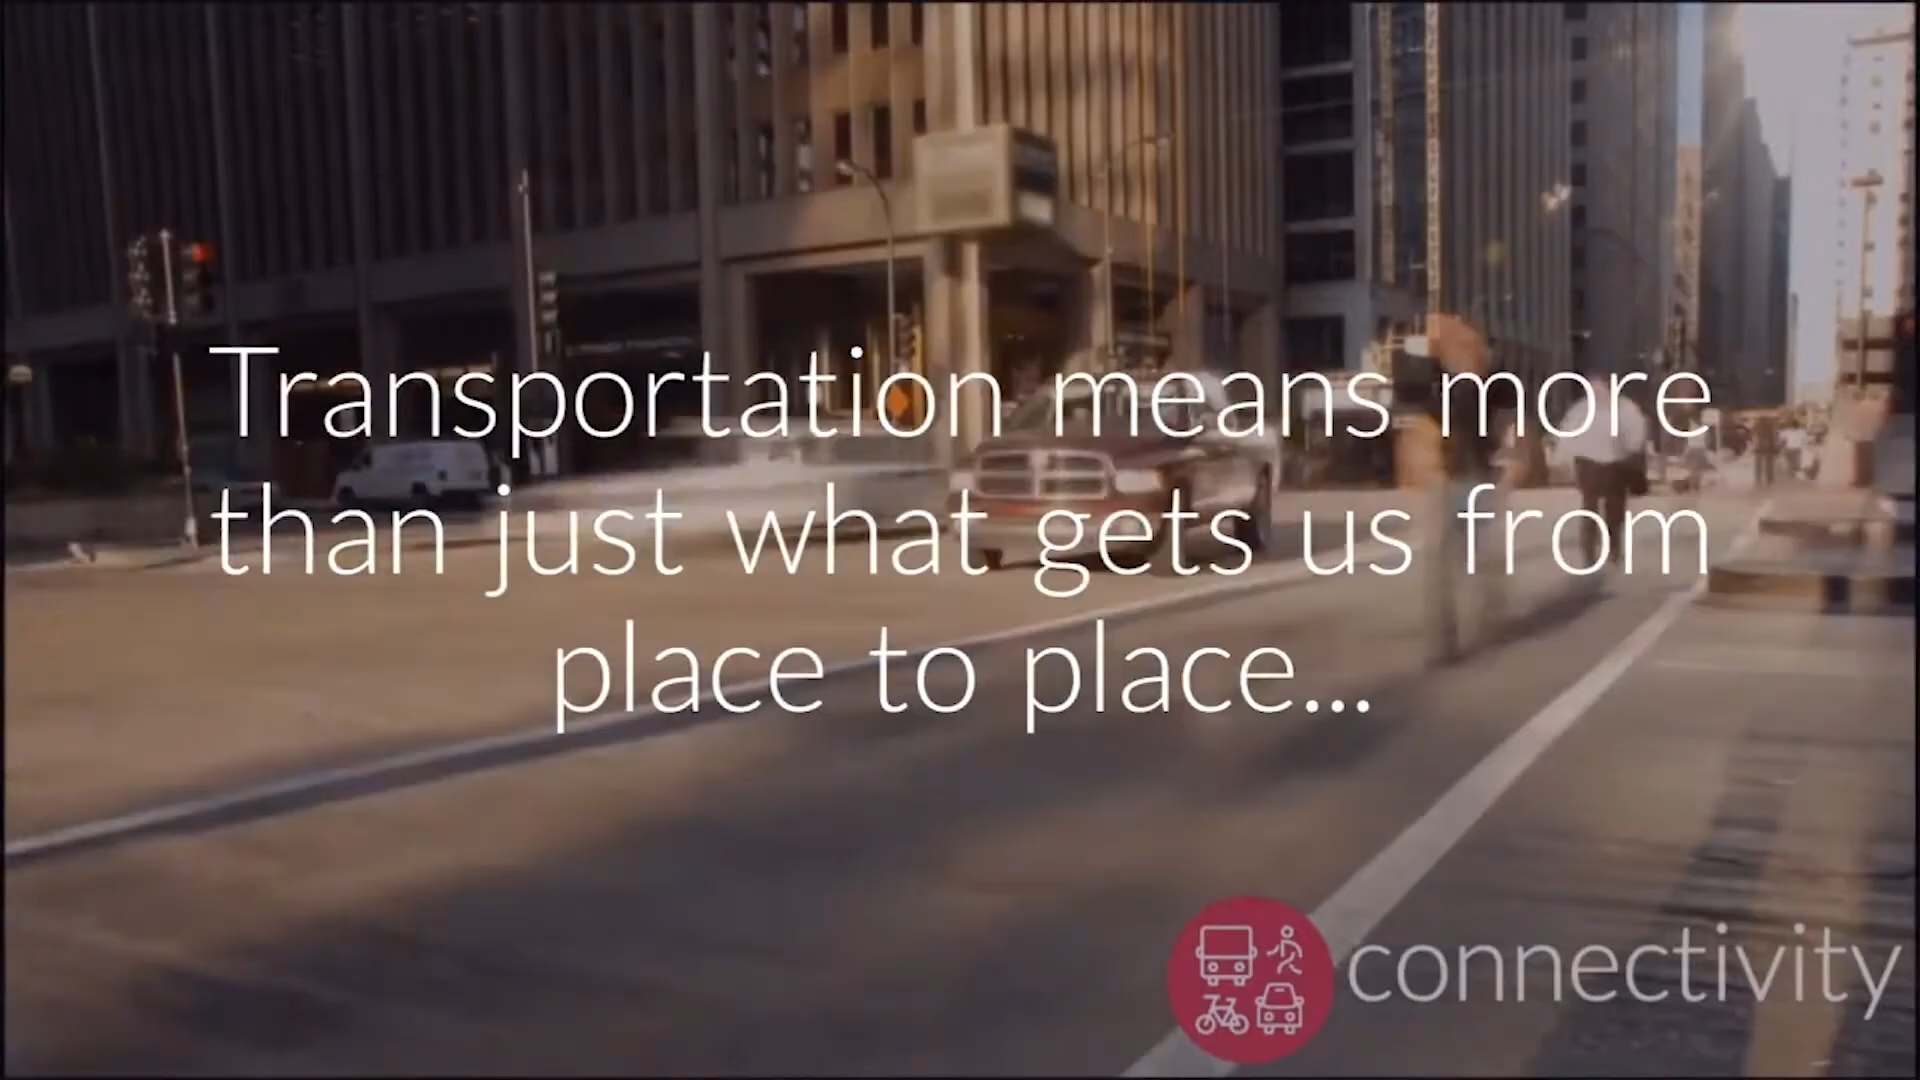 Transportation means more
than just what gets us from
place to place...
connectivity